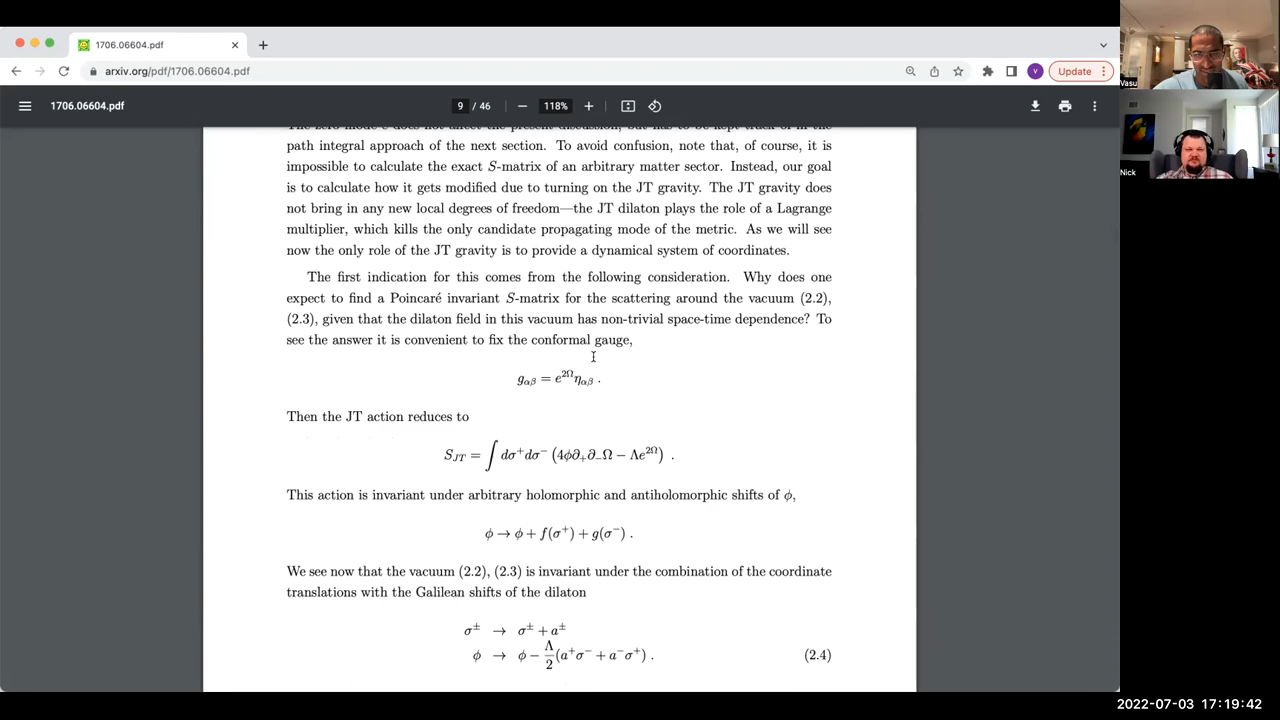 1706.06604.pdf
arxiv.org/pdf/1706.06604.pdf
V
Update
1706.06604.pdf
9 / 46
118%
path integral approach of the next section. To avoid confusion, note that, of course, it is
impossible to calculate the exact S-matrix of an arbitrary matter sector. Instead, our goal
is to calculate how it gets modified due to turning on the JT gravity. The JT gravity does
not bring in any new local degrees of freedom—the JT dilaton plays the role of a Lagrange
multiplier, which kills the only candidate propagating mode of the metric. As we will see
now the only role of the JT gravity is to provide a dynamical system of coordinates.
The first indication for this comes from the following consideration. Why does one
expect to find a Poincaré invariant S-matrix for the scattering around the vacuum (2.2),
(2.3), given that the dilaton field in this vacuum has non-trivial space-time dependence? To
see the answer it is convenient to fix the conformal gauge,
g_{αβ} = e^{2Ω}η_{αβ} .
Then the JT action reduces to
S_{JT} = ∫ dσ⁺dσ⁻ (4ϕ∂₊∂₋Ω − Λe^{2Ω}) .
This action is invariant under arbitrary holomorphic and antiholomorphic shifts of ϕ,
ϕ → ϕ + f(σ⁺) + g(σ⁻) .
We see now that the vacuum (2.2), (2.3) is invariant under the combination of the coordinate
translations with the Galilean shifts of the dilaton
σ^± → σ^± + a^±
ϕ → ϕ − Λ/2 (a⁺σ⁻ + a⁻σ⁺) . (2.4)
Vasu
Nick
2022-07-03 17:19:42